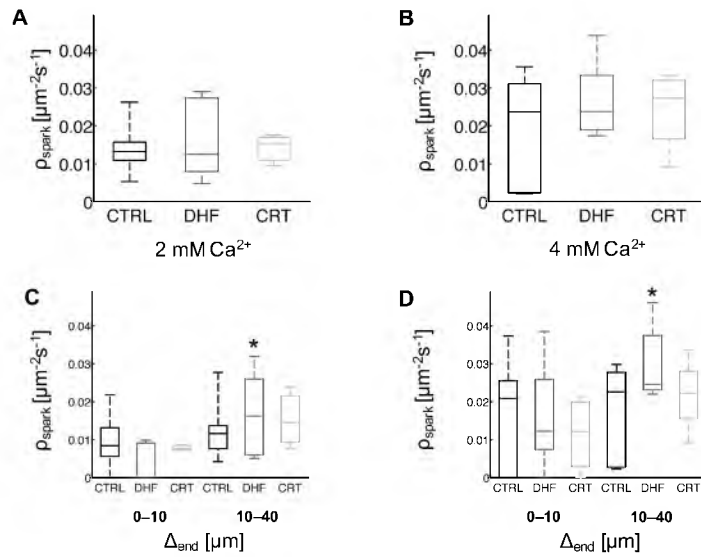 A
ρspark [µm-2s-1]
0.04
0.03
0.02
0.01
0
CTRL DHF CRT
2 mM Ca2+
B
ρspark [µm-2s-1]
0.04
0.03
0.02
0.01
0
CTRL DHF CRT
4 mM Ca2+
C
ρspark [µm-2s-1]
0.04
0.03
0.02
0.01
0
*
CTRL DHF CRT CTRL DHF CRT
0–10 10–40
Δend [µm]
D
ρspark [µm-2s-1]
0.04
0.03
0.02
0.01
0
*
CTRL DHF CRT CTRL DHF CRT
0–10 10–40
Δend [µm]